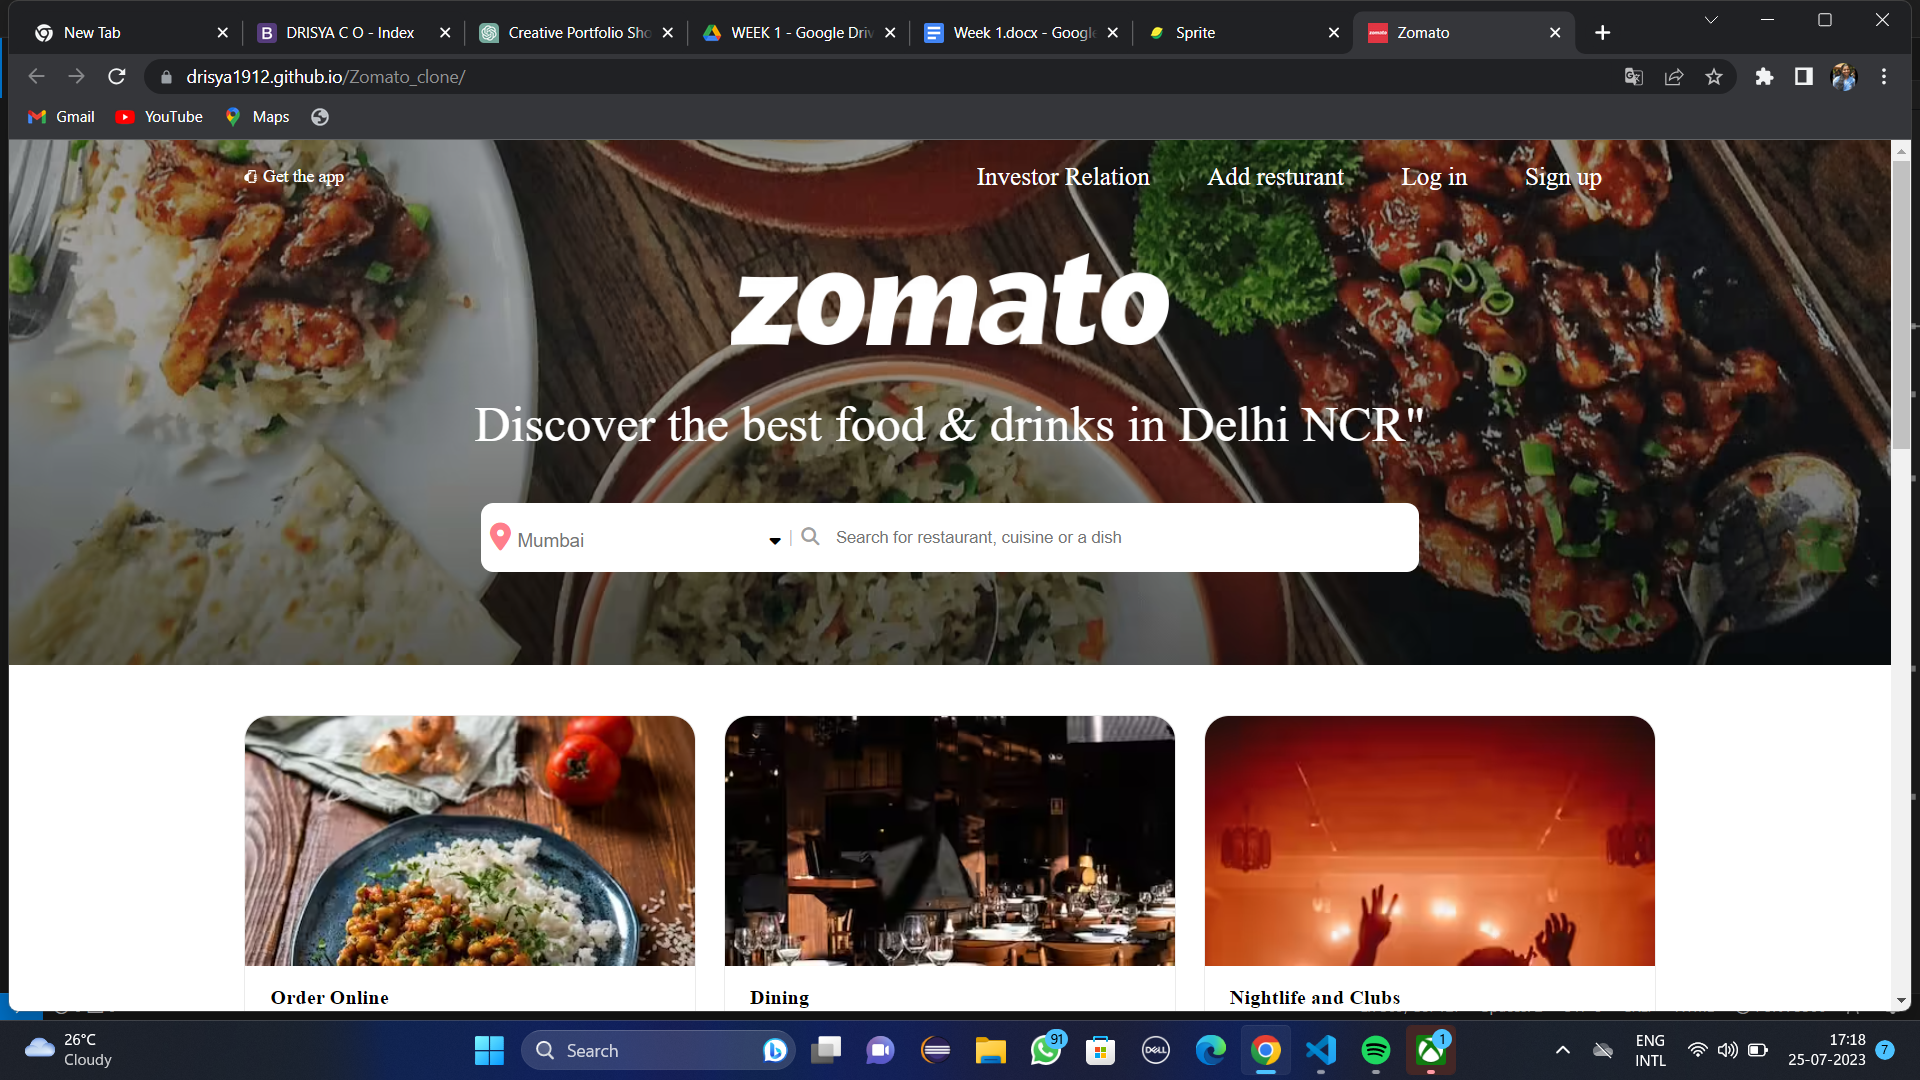 New Tab
DRISYA C O - Index
Creative Portfolio Sho
WEEK 1 - Google Driv
Week 1.docx - Google
Sprite
Zomato
drisya1912.github.io/Zomato_clone/
Gmail
YouTube
Maps
Get the app
Investor Relation
Add resturant
Log in
Sign up
zomato
Discover the best food & drinks in Delhi NCR"
Mumbai
Search for restaurant, cuisine or a dish
Order Online
Dining
Nightlife and Clubs
26°C
Cloudy
Search
91
DELL
1
ENG
INTL
17:18
25-07-2023
7